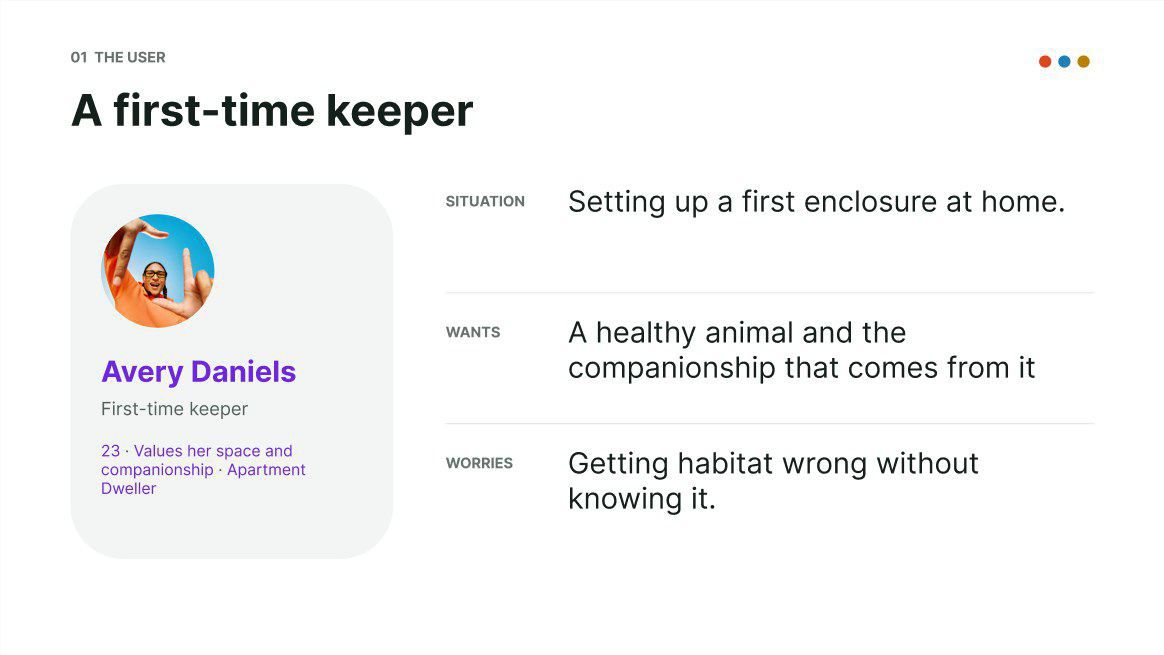 01 THE USER
A first-time keeper
Avery Daniels
First-time keeper
23 · Values her space and
companionship · Apartment
Dweller
SITUATION
Setting up a first enclosure at home.
WANTS
A healthy animal and the
companionship that comes from it
WORRIES
Getting habitat wrong without
knowing it.